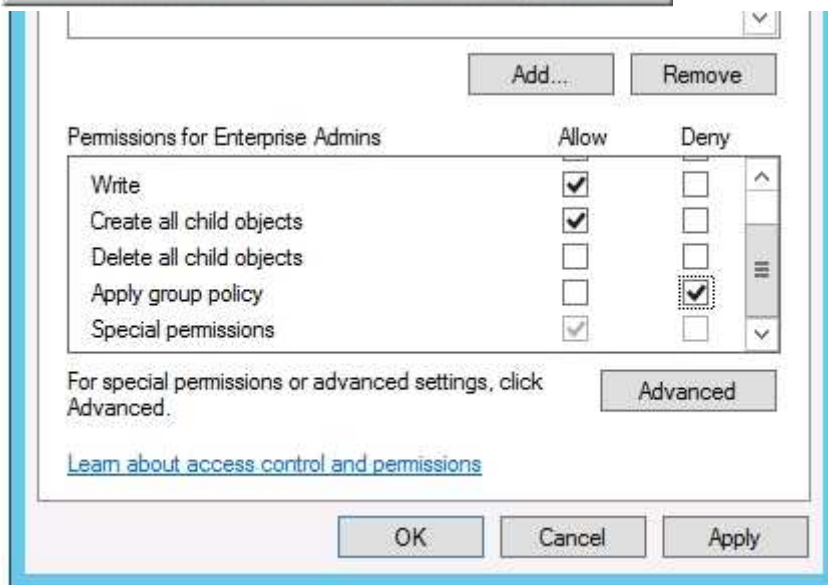 Add... Remove
Permissions for Enterprise Admins Allow Deny
Write
Create all child objects
Delete all child objects
Apply group policy
Special permissions
For special permissions or advanced settings, click
Advanced.
Advanced
Learn about access control and permissions
OK Cancel Apply